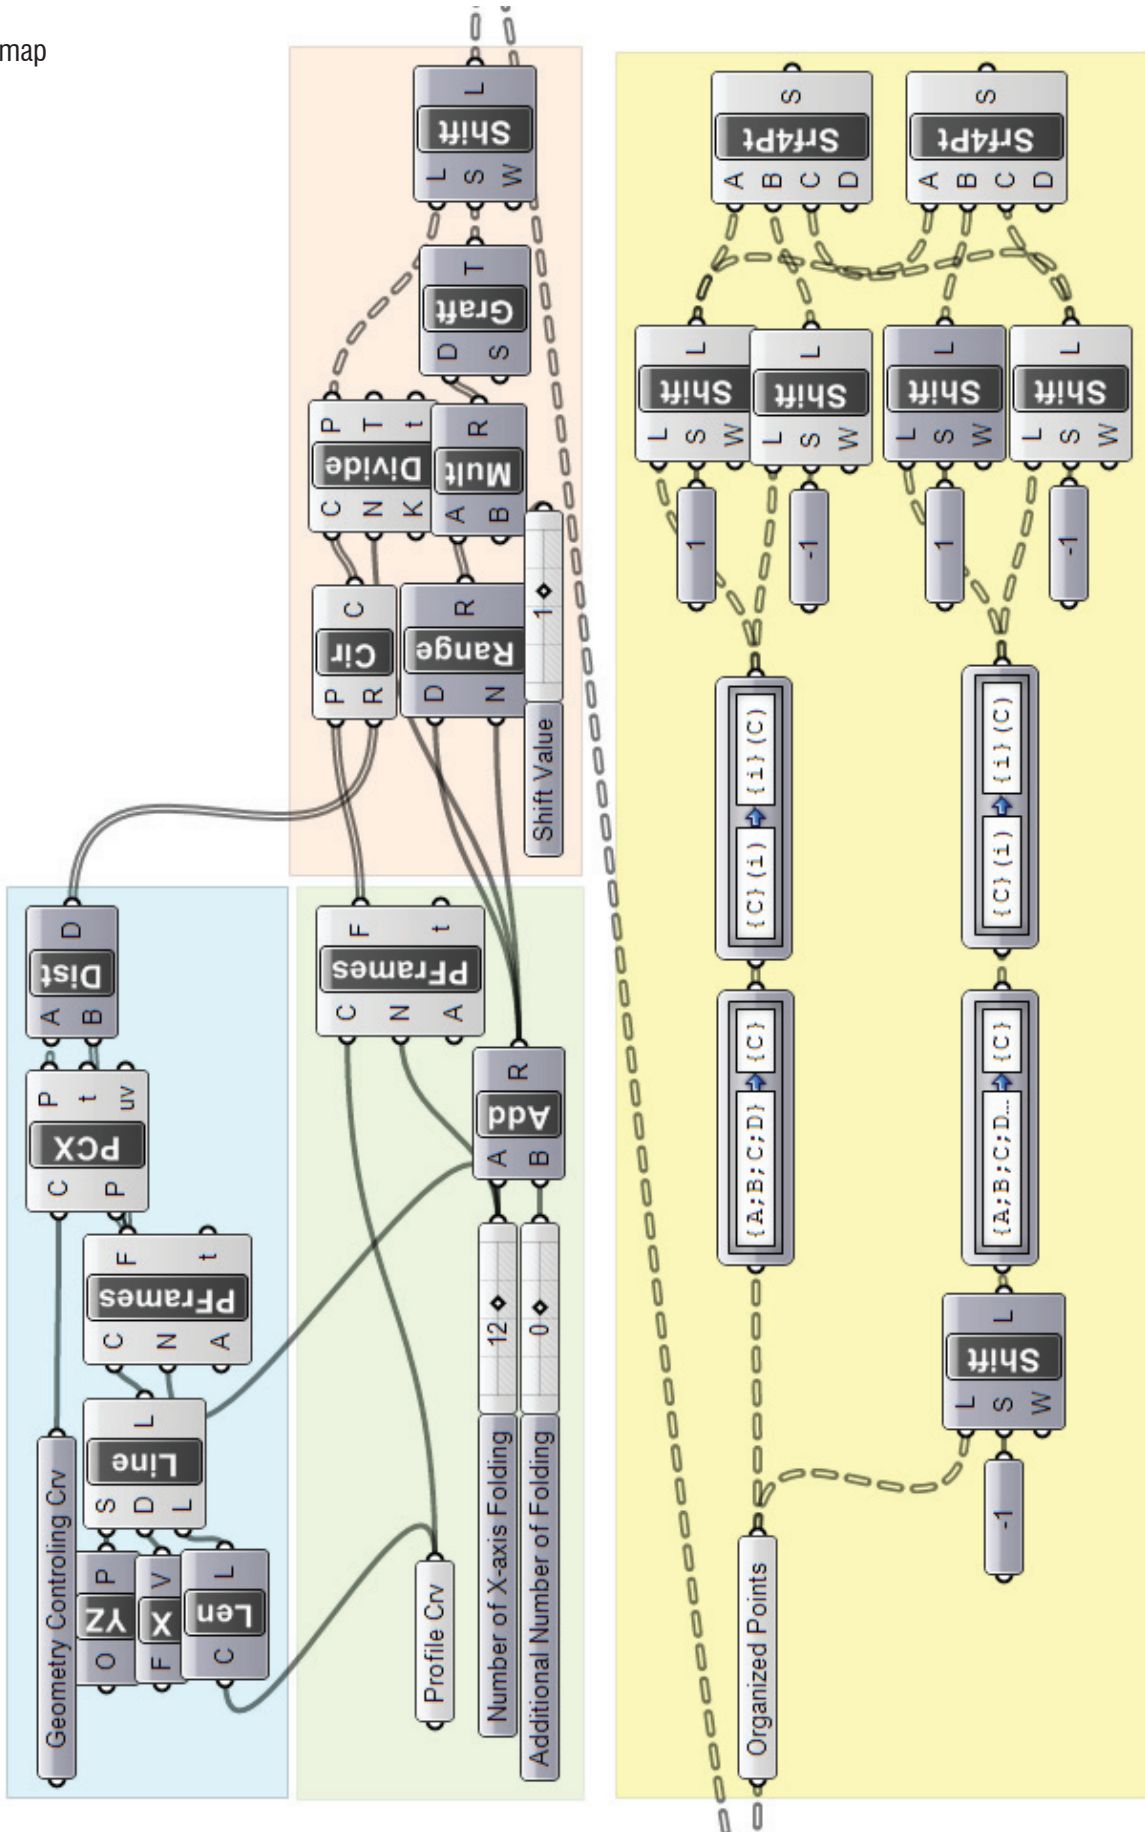 map
Shift
L
L
S
W
Graft
T
D
S
Divide
P
T
t
C
N
K
Mult
R
A
B
Cir
C
P
R
Range
R
D
N
Shift Value
1
Dist
D
A
B
PCX
P
t
uv
C
P
PFrames
F
t
C
N
A
Line
L
S
D
L
YZ
P
O
X
V
F
Len
L
C
Geometry Controling Crv
PFrames
F
t
C
N
A
Add
R
A
B
Profile Crv
Number of X-axis Folding
12
Additional Number of Folding
0
Srf4Pt
S
A
B
C
D
Srf4Pt
S
A
B
C
D
Shift
L
L
S
W
Shift
L
L
S
W
Shift
L
L
S
W
Shift
L
L
S
W
1
-1
1
-1
{C}(i)
{i}(C)
{C}(i)
{i}(C)
{A;B;C;D}
{C}
{A;B;C;D...
{C}
Shift
L
L
S
W
-1
Organized Points